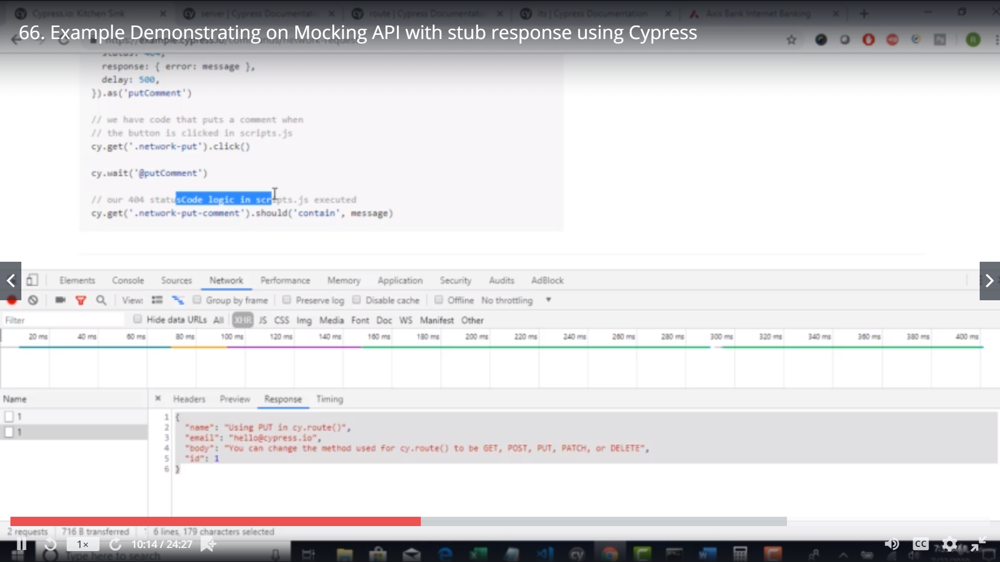 Cypress.io: Kitchen Sink
server | Cypress Documentatio
route | Cypress Documentatio
its | Cypress Documentation
Axis Bank Internet Banking
66. Example Demonstrating on Mocking API with stub response using Cypress
status: 404,
response: { error: message },
delay: 500,
}).as('putComment')
// we have code that puts a comment when
// the button is clicked in scripts.js
cy.get('.network-put').click()
cy.wait('@putComment')
// our 404 statusCode logic in scripts.js executed
cy.get('.network-put-comment').should('contain', message)
Elements Console Sources Network Performance Memory Application Security Audits AdBlock
View: Group by frame Preserve log Disable cache Offline No throttling
Filter Hide data URLs All XHR JS CSS Img Media Font Doc WS Manifest Other
20 ms 40 ms 60 ms 80 ms 100 ms 120 ms 140 ms 160 ms 180 ms 200 ms 220 ms 240 ms 260 ms 280 ms 300 ms 320 ms 340 ms 360 ms 380 ms 400 ms
Name × Headers Preview Response Timing
1
1
1 {
2 "name": "Using PUT in cy.route()",
3 "email": "hello@cypress.io",
4 "body": "You can change the method used for cy.route() to be GET, POST, PUT, PATCH, or DELETE",
5 "id": 1
6 }
2 requests 716 B transferred 6 lines, 179 characters selected
1× 10:14 / 24:27 CC
Type here to search